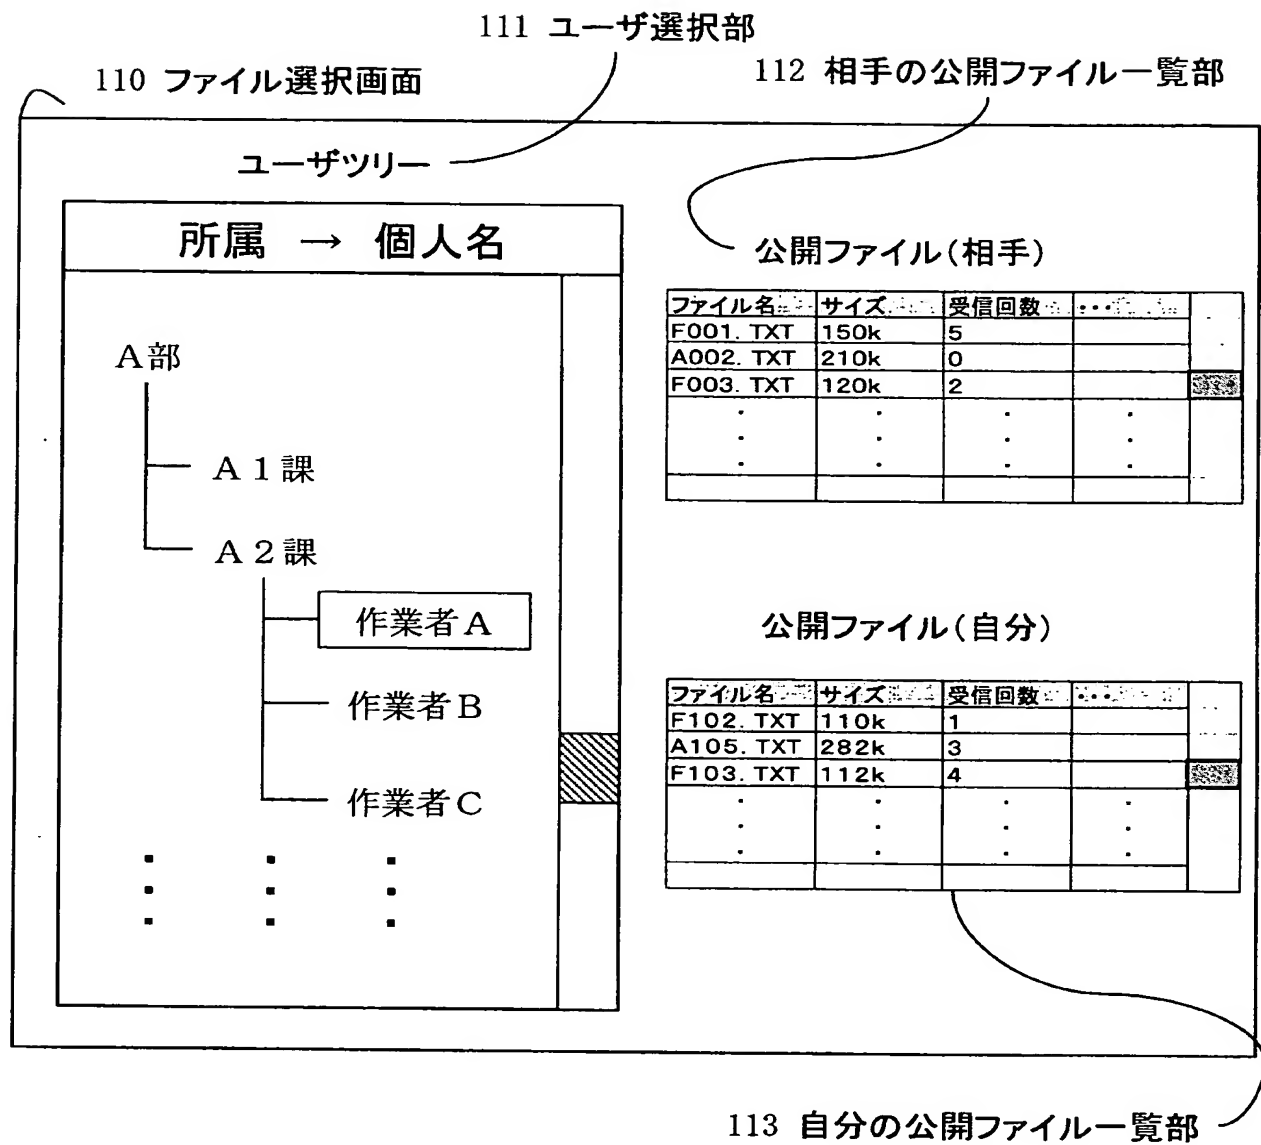 111 ユーザ選択部
110 ファイル選択画面
112 相手の公開ファイル一覧部
ユーザツリー
所属 → 個人名
A部
A1課
A2課
作業者A
作業者B
作業者C
公開ファイル(相手)
ファイル名 サイズ 受信回数 ・・・
F001. TXT 150k 5
A002. TXT 210k 0
F003. TXT 120k 2
公開ファイル(自分)
ファイル名 サイズ 受信回数 ・・・
F102. TXT 110k 1
A105. TXT 282k 3
F103. TXT 112k 4
113 自分の公開ファイル一覧部